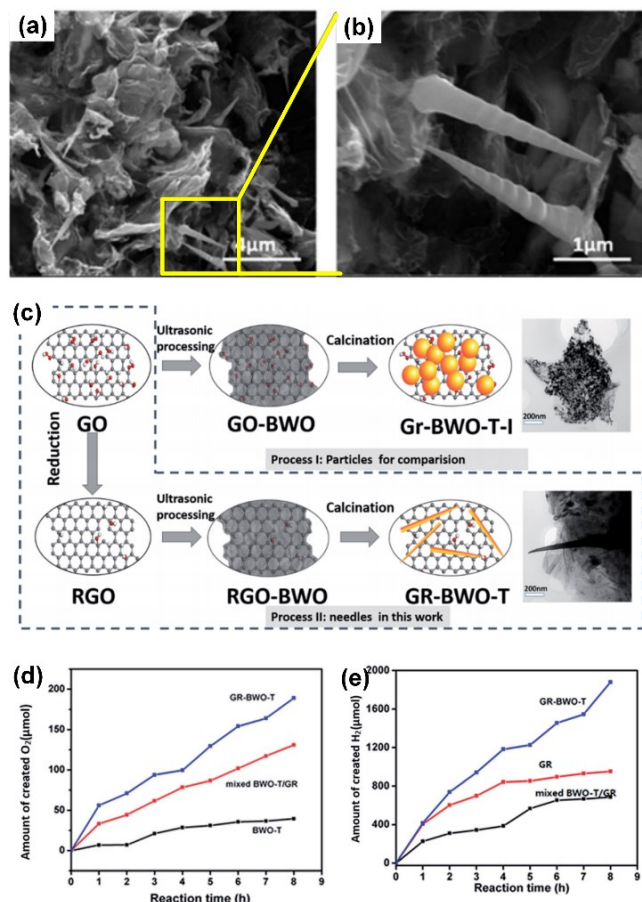 (a)
4μm
(b)
1μm
(c)
GO
Ultrasonic
processing
GO-BWO
Calcination
Gr-BWO-T-I
200nm
Process I: Particles for comparision
Reduction
RGO
Ultrasonic
processing
RGO-BWO
Calcination
GR-BWO-T
200nm
Process II: needles in this work
(d)
Amount of created O₂(μmol)
200
150
100
50
0
GR-BWO-T
mixed BWO-T/GR
BWO-T
0 1 2 3 4 5 6 7 8 9
Reaction time (h)
(e)
Amount of created H₂(μmol)
2000
1600
1200
800
400
0
GR-BWO-T
GR
mixed BWO-T/GR
0 1 2 3 4 5 6 7 8 9
Reaction time (h)